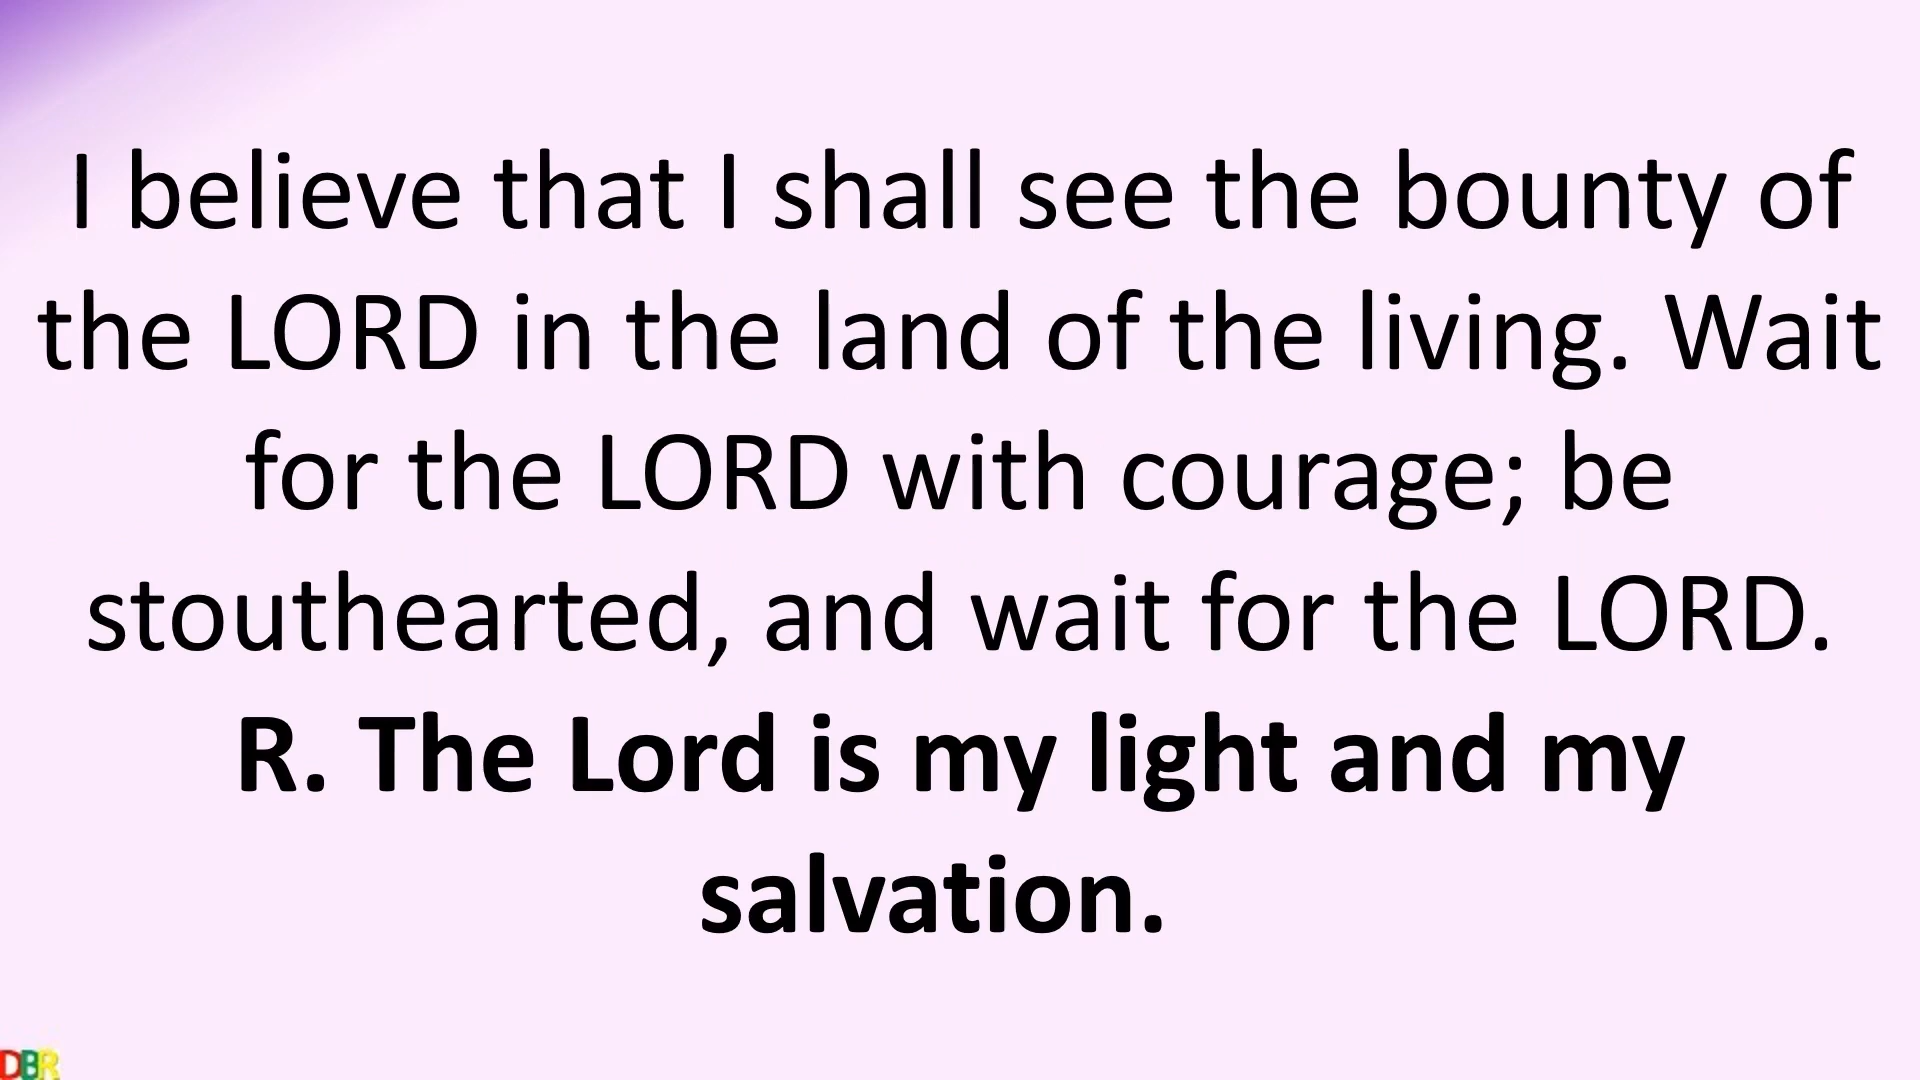 I believe that I shall see the bounty of
the LORD in the land of the living. Wait
for the LORD with courage; be
stouthearted, and wait for the LORD.
R. The Lord is my light and my
salvation.
DBR